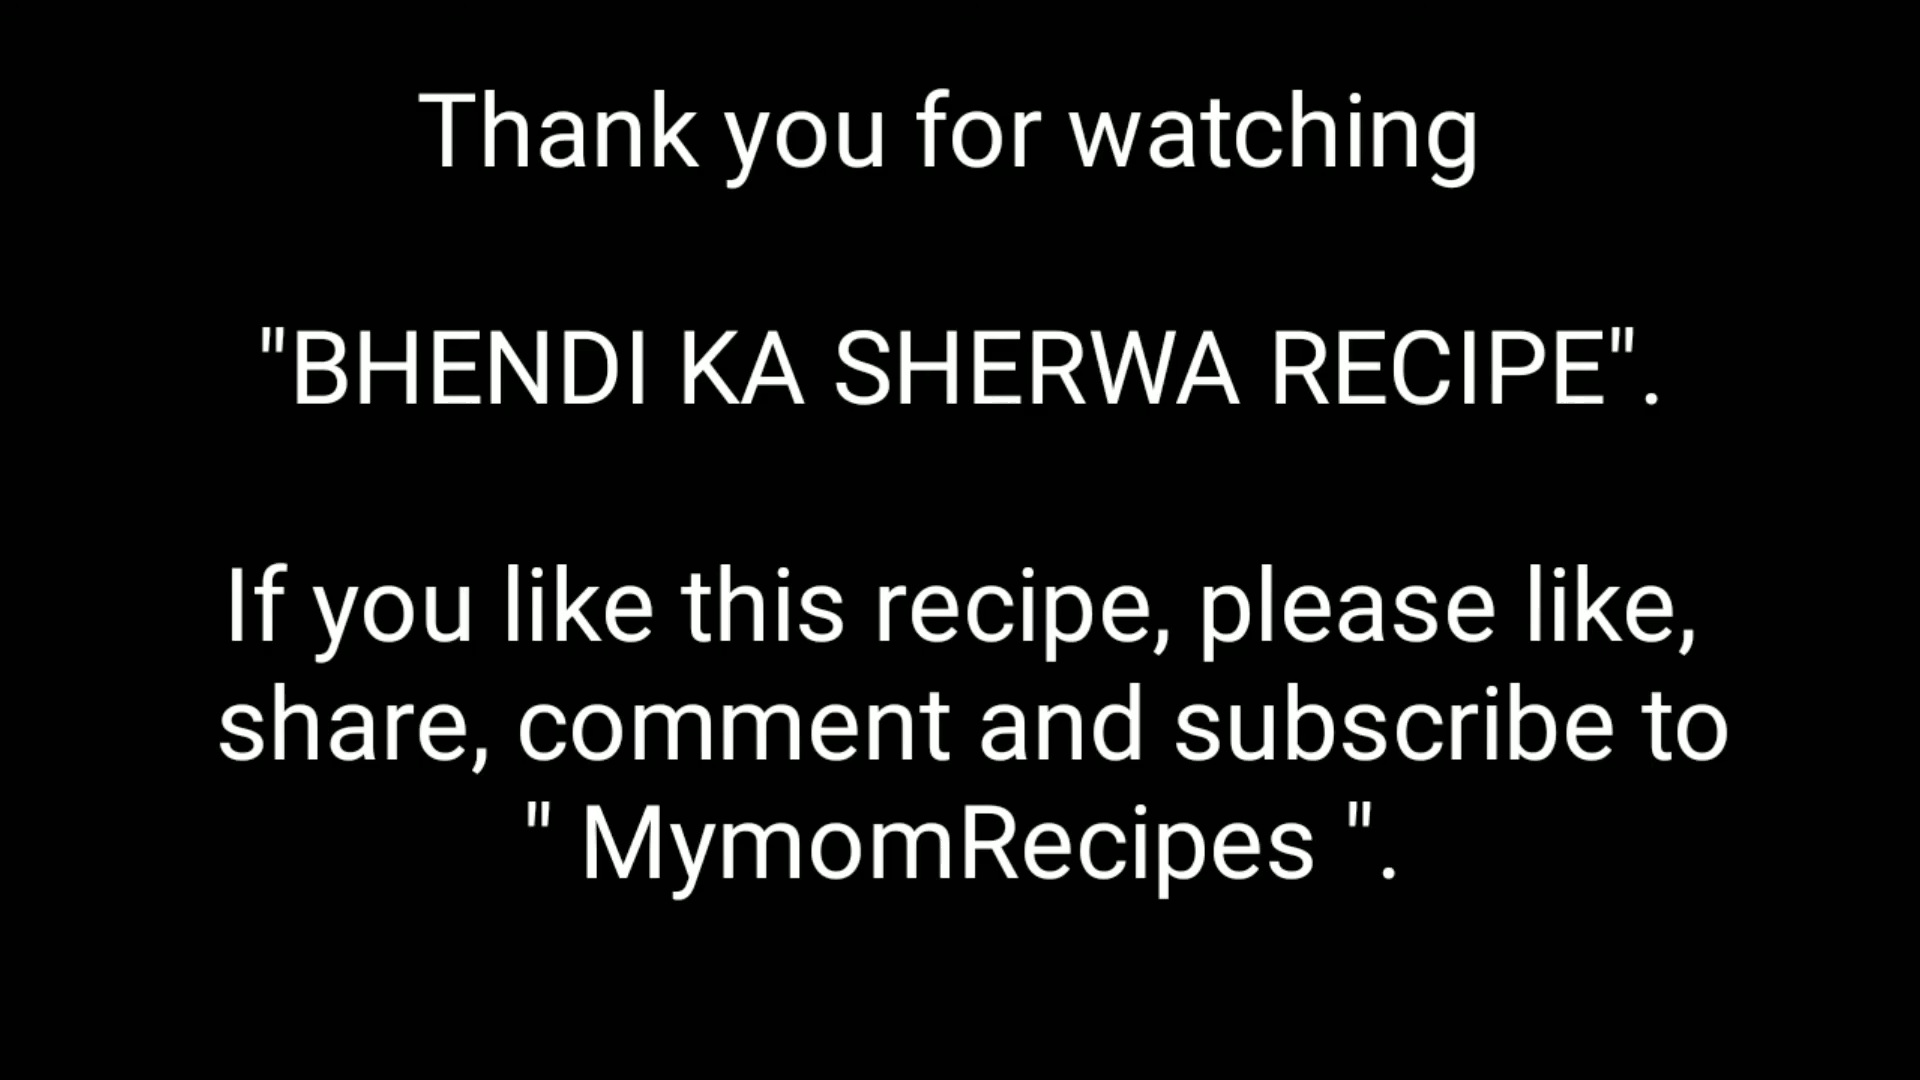 Thank you for watching
"BHENDI KA SHERWA RECIPE".
If you like this recipe, please like,
share, comment and subscribe to
" MymomRecipes ".